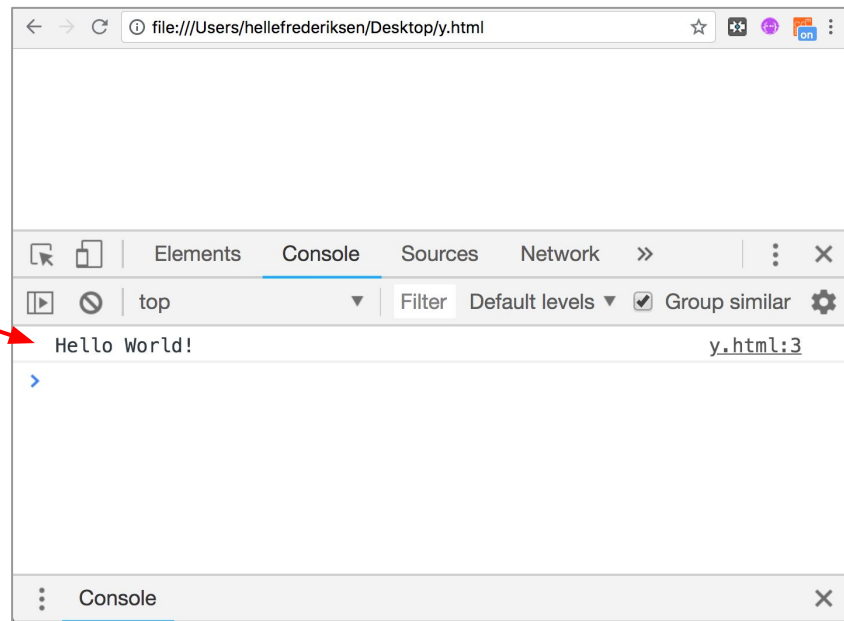 file:///Users/hellefrederiksen/Desktop/y.html
on
Elements Console Sources Network »
top Filter Default levels Group similar
Hello World! y.html:3
>
Console